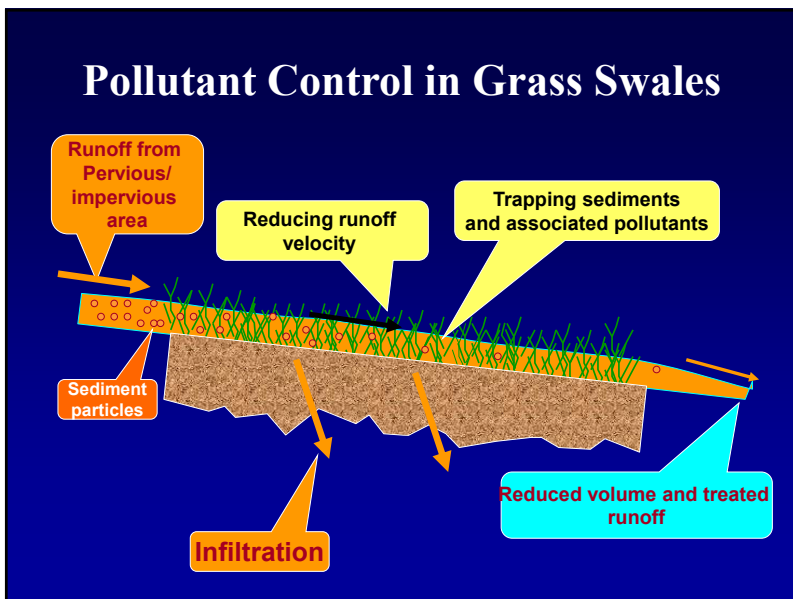 Pollutant Control in Grass Swales
Runoff from
Pervious/
impervious
area
Reducing runoff
velocity
Trapping sediments
and associated pollutants
Sediment
particles
Infiltration
Reduced volume and treated
runoff